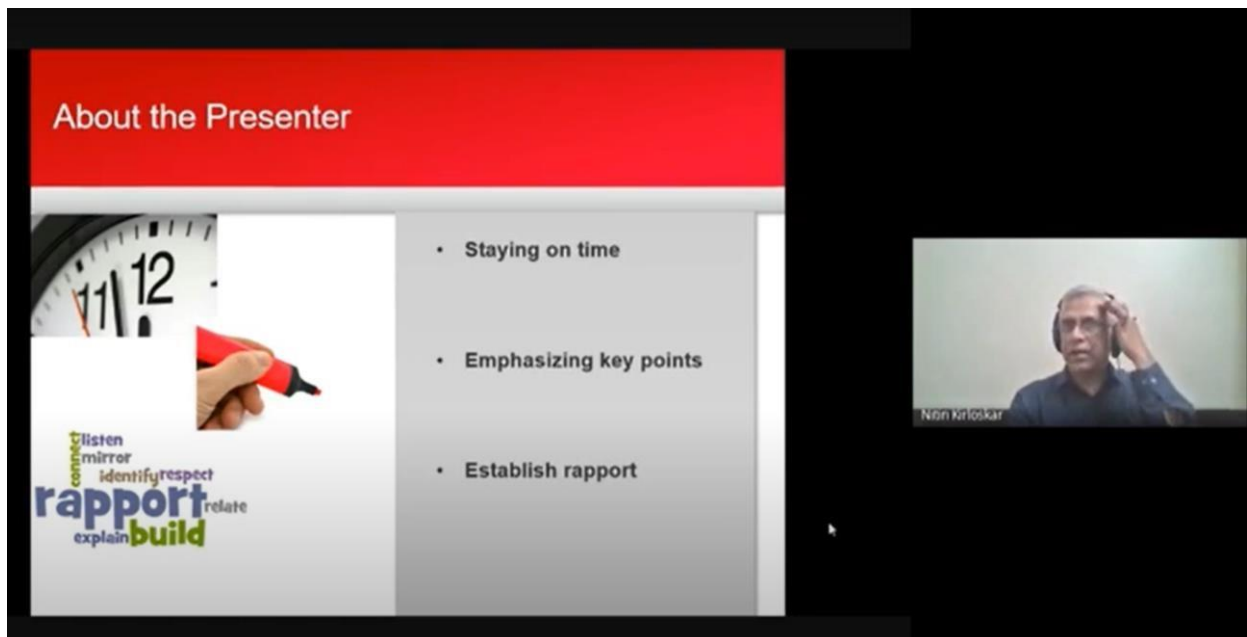 About the Presenter
12
11
• Staying on time
• Emphasizing key points
• Establish rapport
connect
listen
mirror
identify respect
rapport
relate
explain build
Nitin Kirloskar